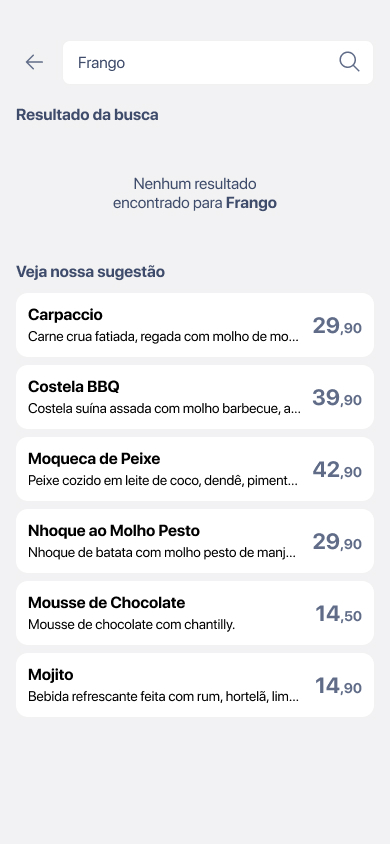 Frango
Resultado da busca
Nenhum resultado
encontrado para Frango
Veja nossa sugestão
Carpaccio
Carne crua fatiada, regada com molho de mo...
29,90
Costela BBQ
Costela suína assada com molho barbecue, a...
39,90
Moqueca de Peixe
Peixe cozido em leite de coco, dendê, piment...
42,90
Nhoque ao Molho Pesto
Nhoque de batata com molho pesto de manj...
29,90
Mousse de Chocolate
Mousse de chocolate com chantilly.
14,50
Mojito
Bebida refrescante feita com rum, hortelã, lim...
14,90